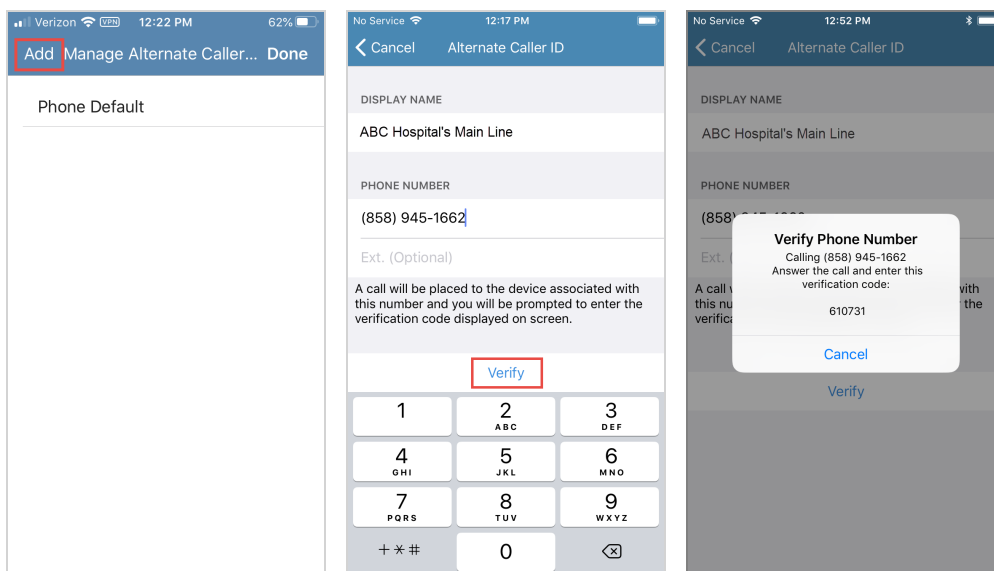 Verizon VPN 12:22 PM 62%
Add Manage Alternate Caller... Done
Phone Default
No Service 12:17 PM
Cancel Alternate Caller ID
DISPLAY NAME
ABC Hospital's Main Line
PHONE NUMBER
(858) 945-1662
Ext. (Optional)
A call will be placed to the device associated with
this number and you will be prompted to enter the
verification code displayed on screen.
Verify
1 2 3
ABC DEF
4 5 6
GHI JKL MNO
7 8 9
PQRS TUV WXYZ
+*# 0
No Service 12:52 PM
Cancel Alternate Caller ID
DISPLAY NAME
ABC Hospital's Main Line
PHONE NUMBER
(858)
Ext. (
A call with
this nu the
verifica
Verify Phone Number
Calling (858) 945-1662
Answer the call and enter this
verification code:
610731
Cancel
Verify